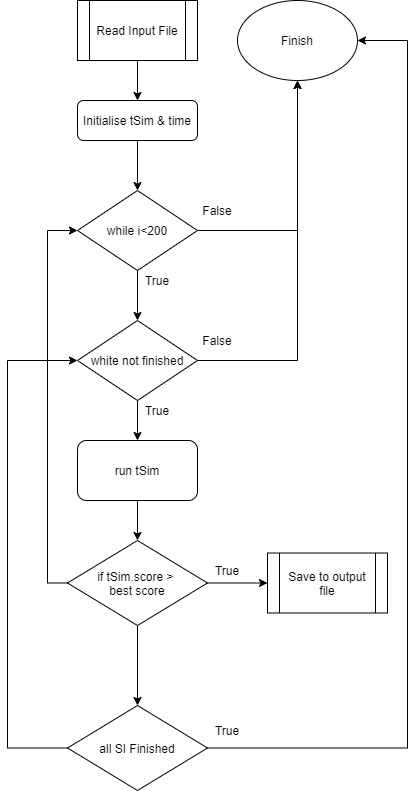 Read Input File
Finish
Initialise tSim & time
False
while i<200
True
False
white not finished
True
run tSim
True
if tSim.score >
best score
Save to output
file
True
all SI Finished